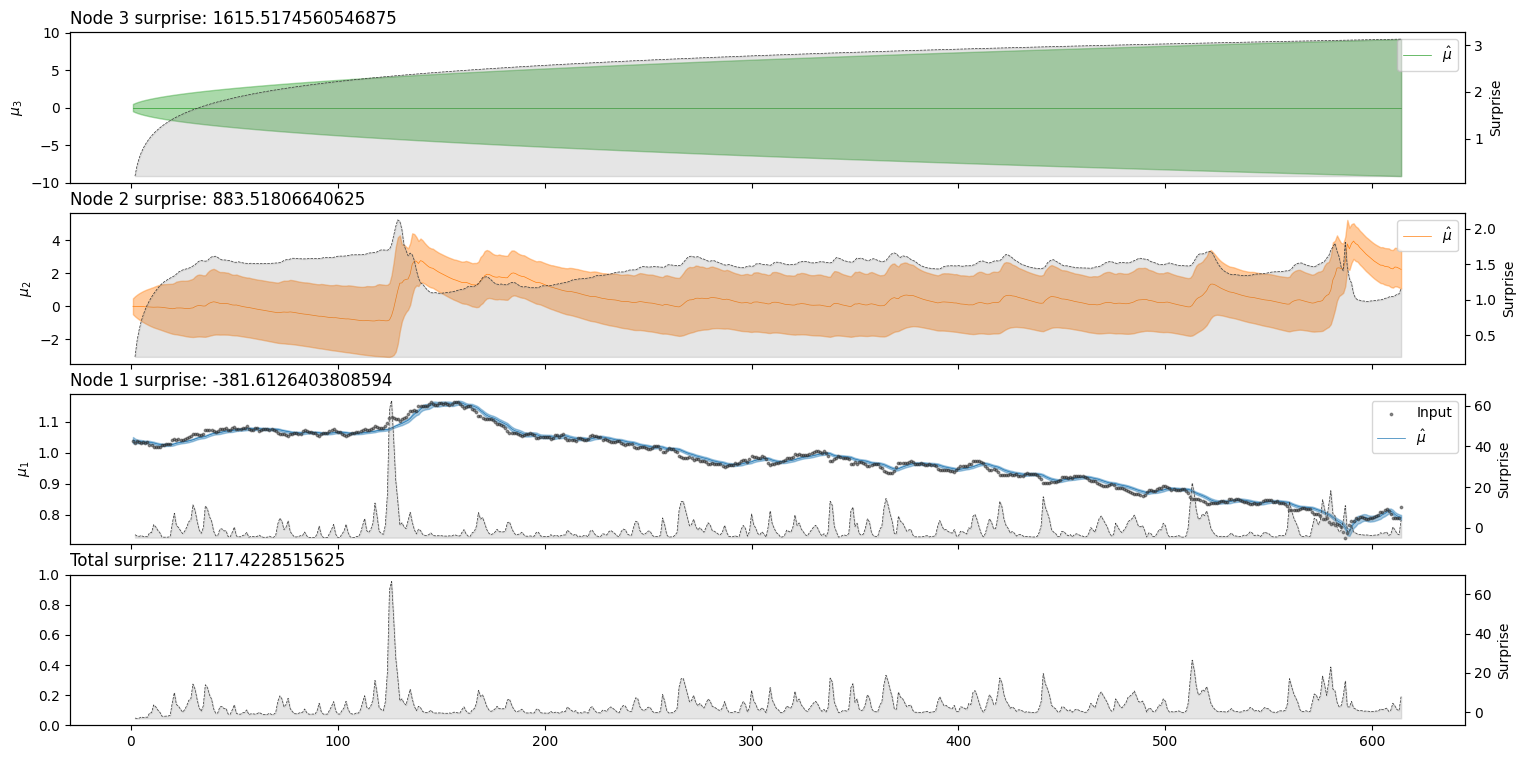 Node 3 surprise: 1615.5174560546875
10
5
0
−5
−10
μ3
μ̂
3
2
1
Surprise
Node 2 surprise: 883.51806640625
4
2
0
−2
μ2
μ̂
2.0
1.5
1.0
0.5
Surprise
Node 1 surprise: -381.6126403808594
1.1
1.0
0.9
0.8
μ1
Input
μ̂
60
40
20
0
Surprise
Total surprise: 2117.4228515625
1.0
0.8
0.6
0.4
0.2
0.0
60
40
20
0
Surprise
0 100 200 300 400 500 600